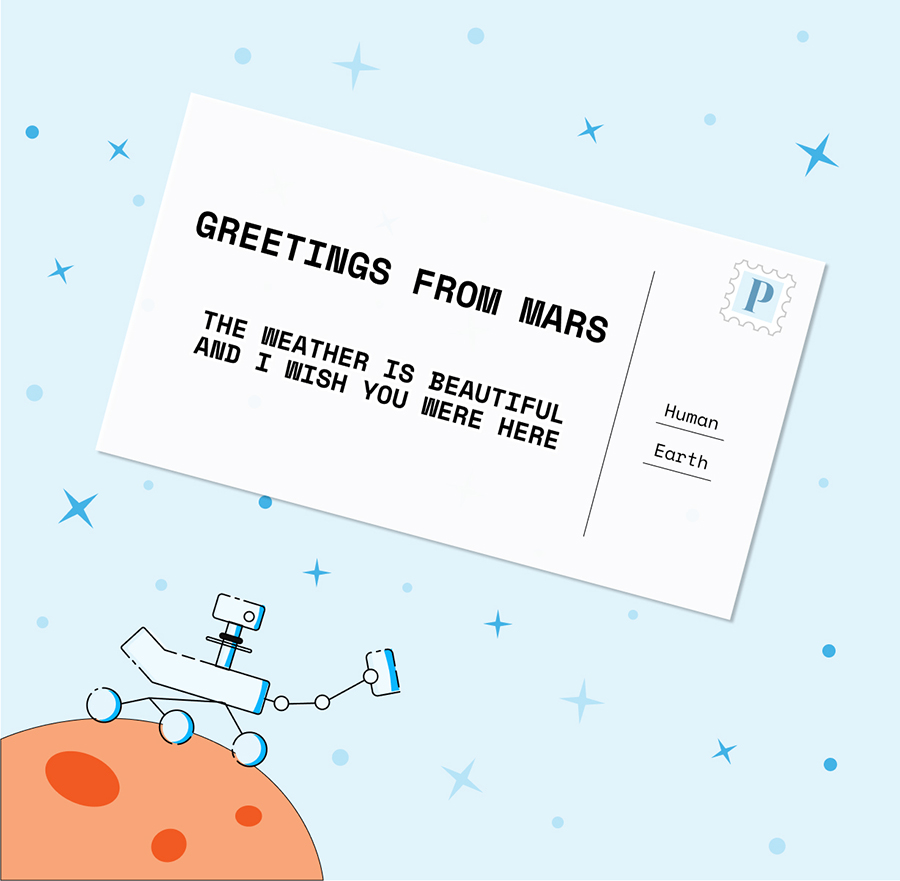 GREETINGS FROM MARS
THE WEATHER IS BEAUTIFUL
AND I WISH YOU WERE HERE
P
Human
Earth